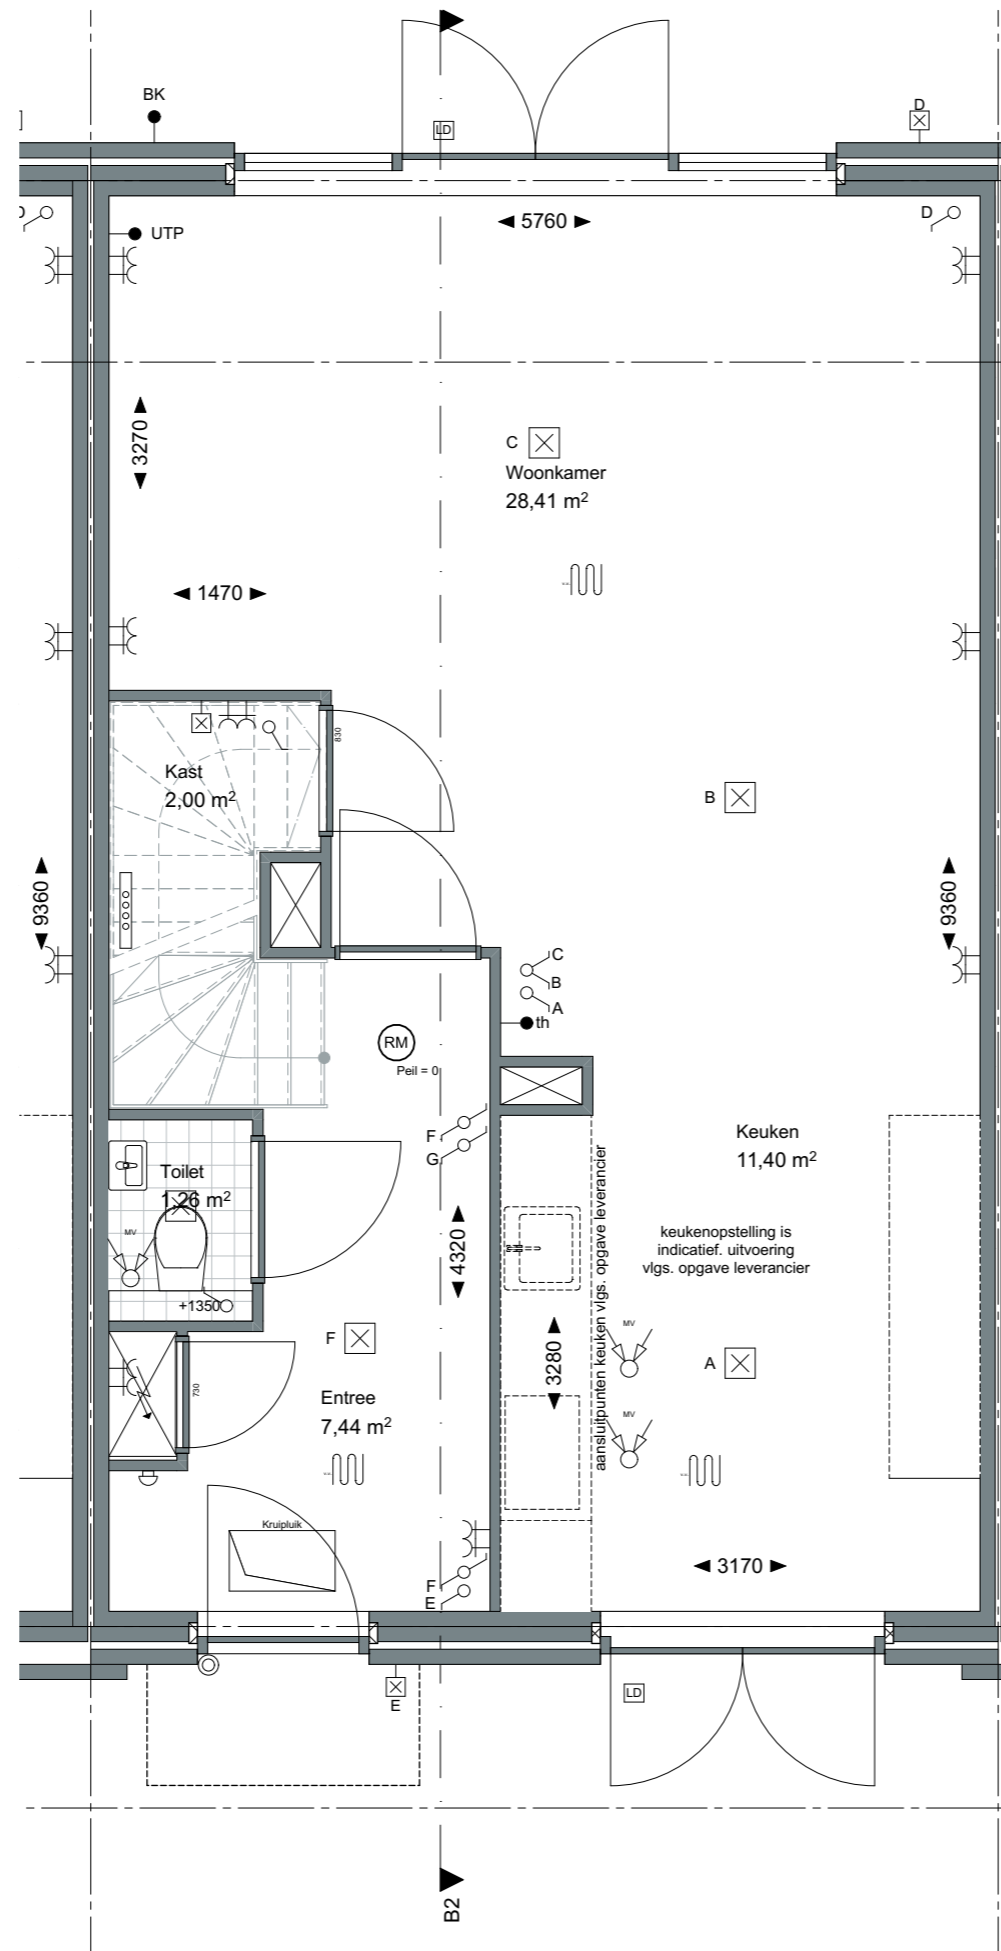 BK
D
LD
D
UTP
5760
D
3270
C
Woonkamer
28,41 m²
1470
830
Kast
2,00 m²
B
9360
9360
C
B
A
th
RM
Peil = 0
F
G
Keuken
11,40 m²
Toilet
1,26 m²
MV
+1350
4320
aansluitpunten keuken vlgs. opgave leverancier
keukenopstelling is
indicatief. uitvoering
vlgs. opgave leverancier
3280
MV
F
A
730
Entree
7,44 m²
MV
Kruipluik
F
E
3170
E
LD
B2